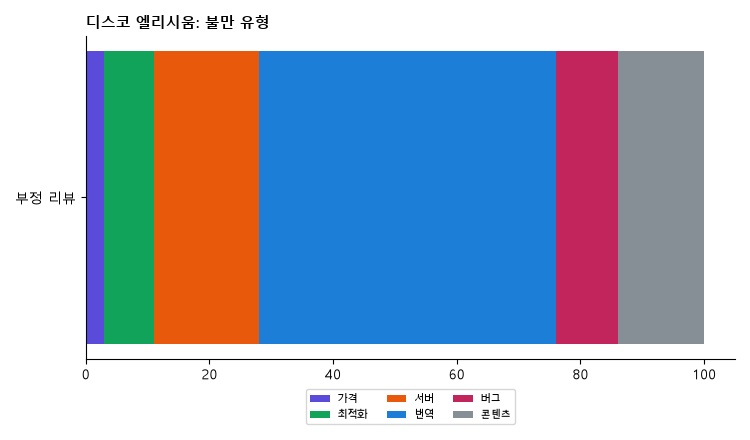 디스코 엘리시움: 불만 유형
부정 리뷰
0 20 40 60 80 100
가격 서버 버그
최적화 번역 콘텐츠